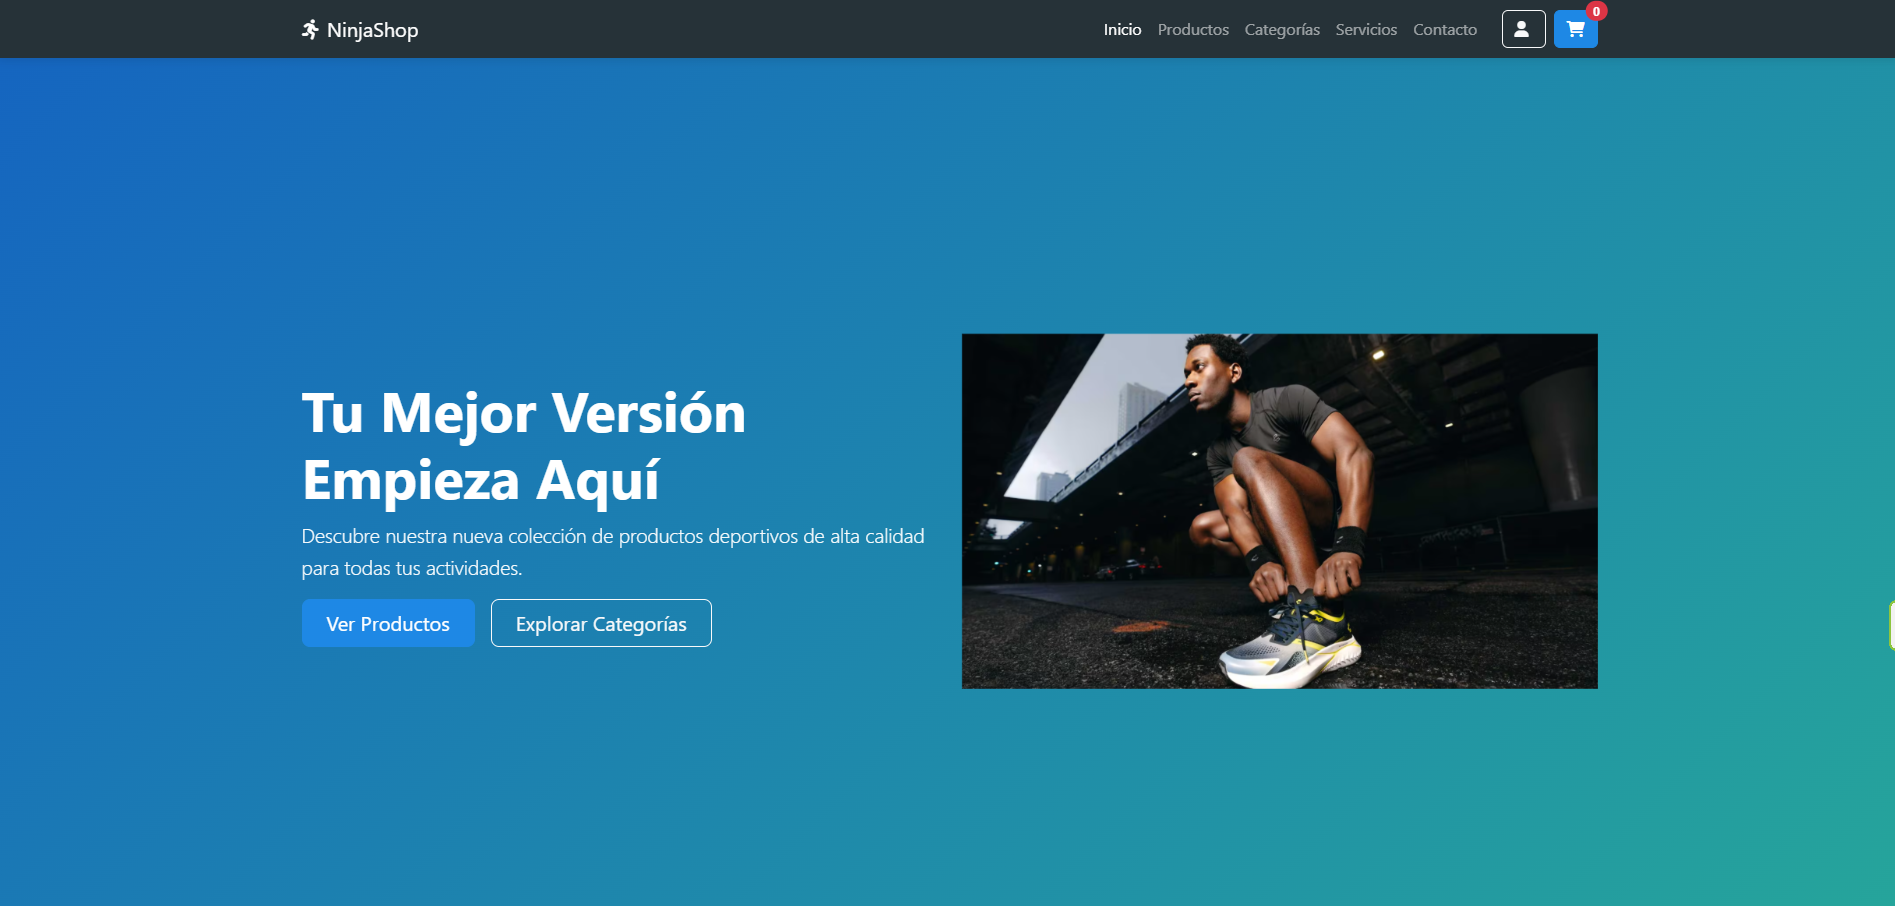 NinjaShop
Inicio Productos Categorías Servicios Contacto 0
Tu Mejor Versión
Empieza Aquí
Descubre nuestra nueva colección de productos deportivos de alta calidad
para todas tus actividades.
Ver Productos Explorar Categorías